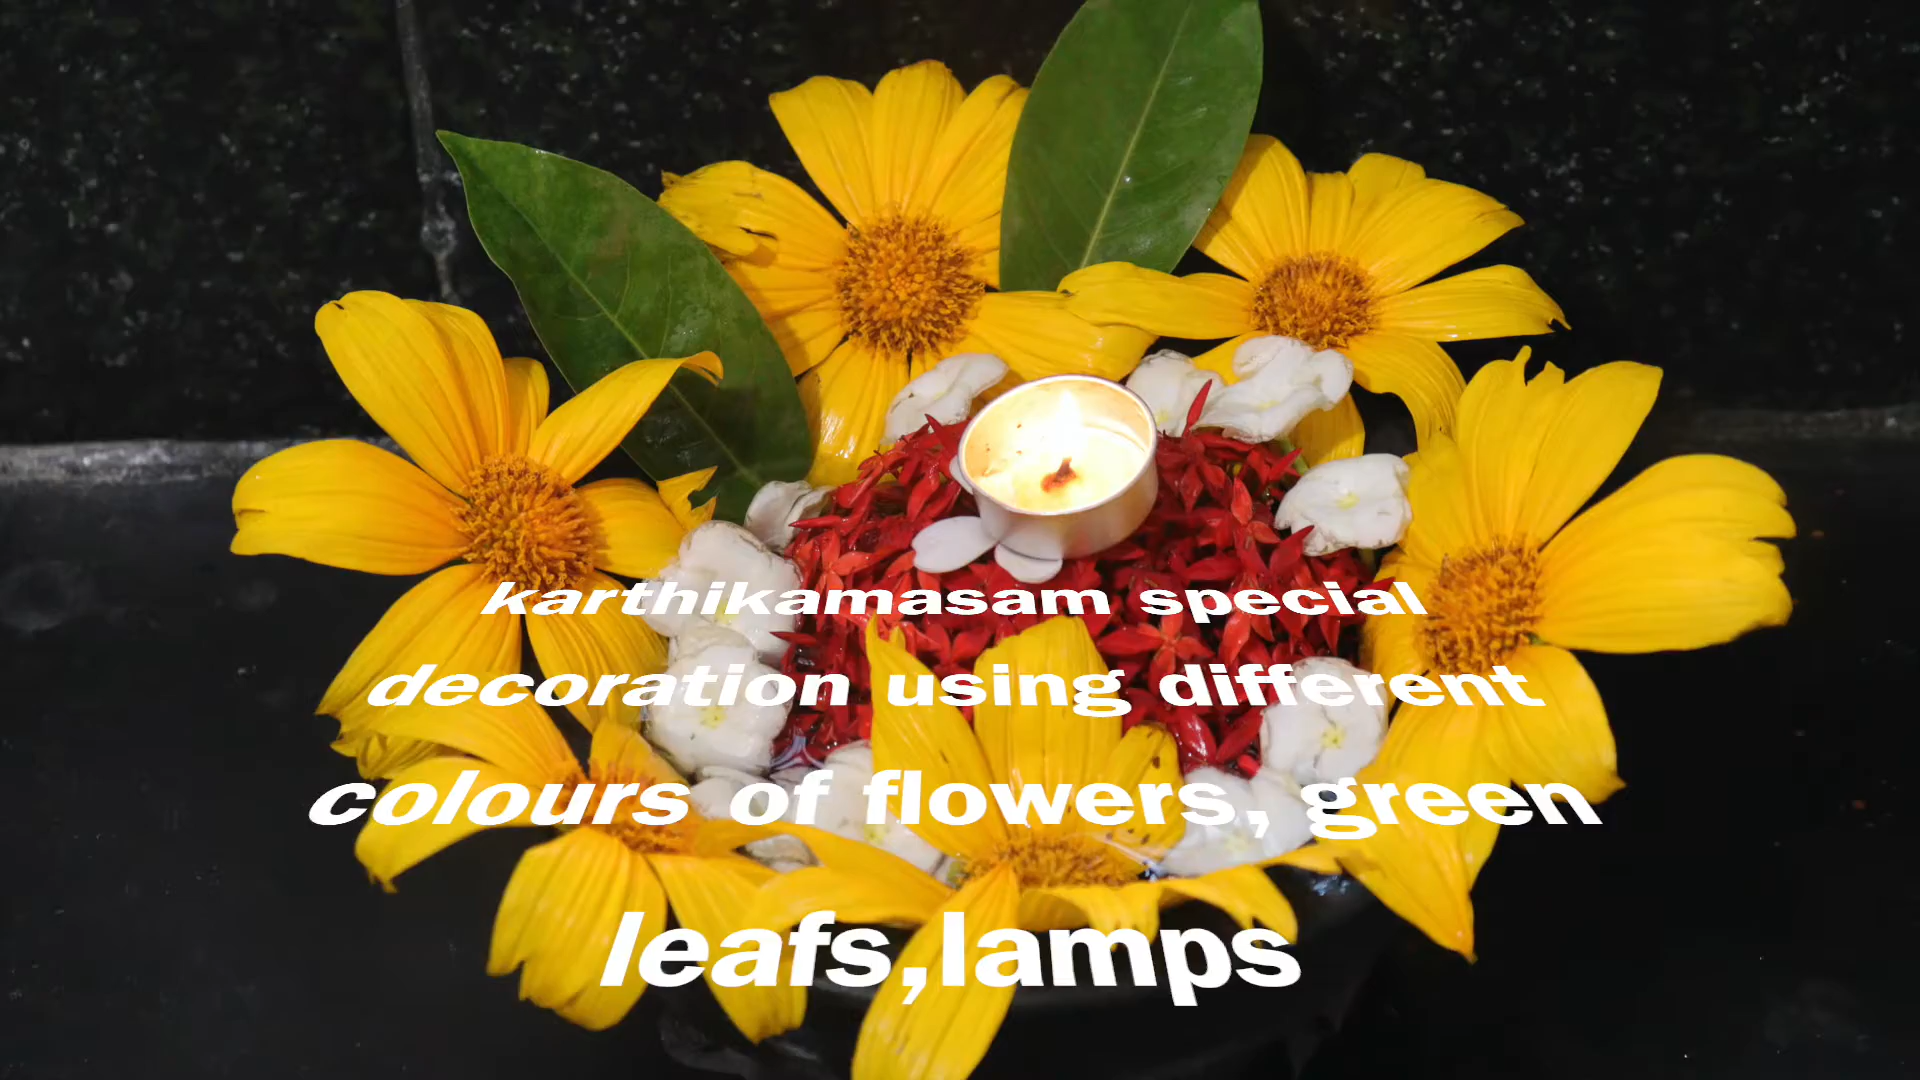 karthikamasam special
decoration using different
colours of flowers, green
leafs,lamps